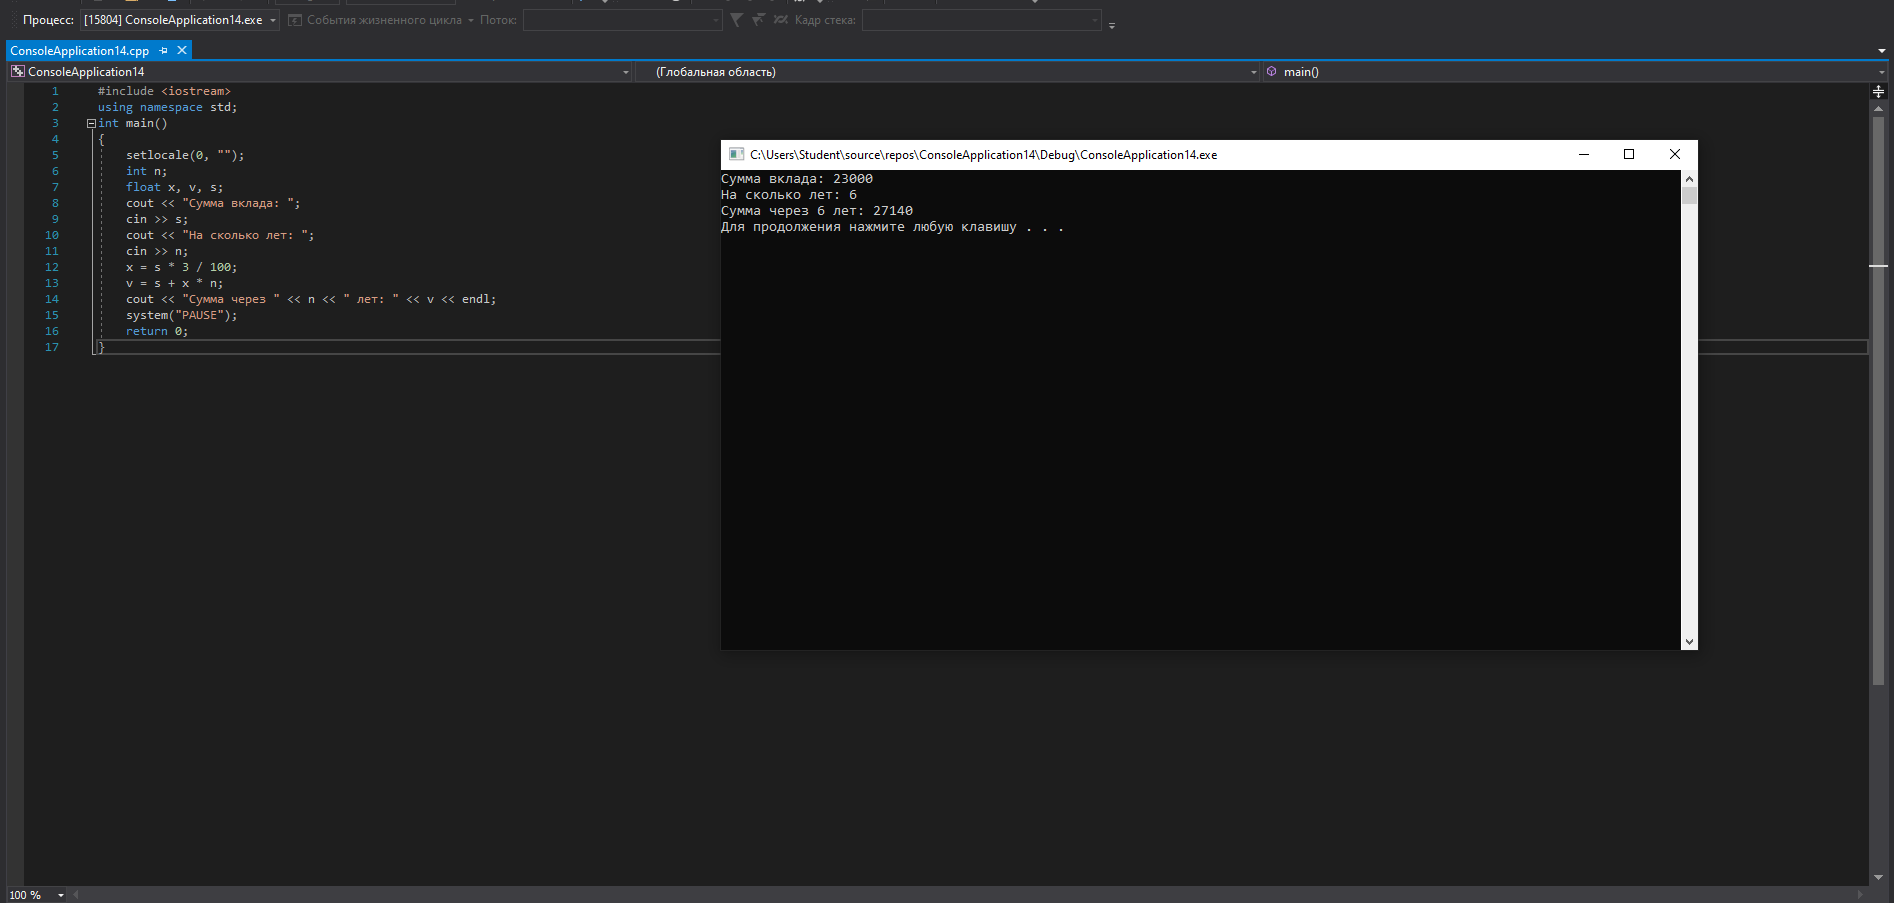 Процесс: [15804] ConsoleApplication14.exe События жизненного цикла Поток: Кадр стека:
ConsoleApplication14.cpp
ConsoleApplication14 (Глобальная область) main()
1 #include <iostream>
2 using namespace std;
3 int main()
4 {
5 setlocale(0, "");
6 int n;
7 float x, v, s;
8 cout << "Сумма вклада: ";
9 cin >> s;
10 cout << "На сколько лет: ";
11 cin >> n;
12 x = s * 3 / 100;
13 v = s + x * n;
14 cout << "Сумма через " << n << " лет: " << v << endl;
15 system("PAUSE");
16 return 0;
17 }
C:\Users\Student\source\repos\ConsoleApplication14\Debug\ConsoleApplication14.exe
Сумма вклада: 23000
На сколько лет: 6
Сумма через 6 лет: 27140
Для продолжения нажмите любую клавишу . . .
100 %